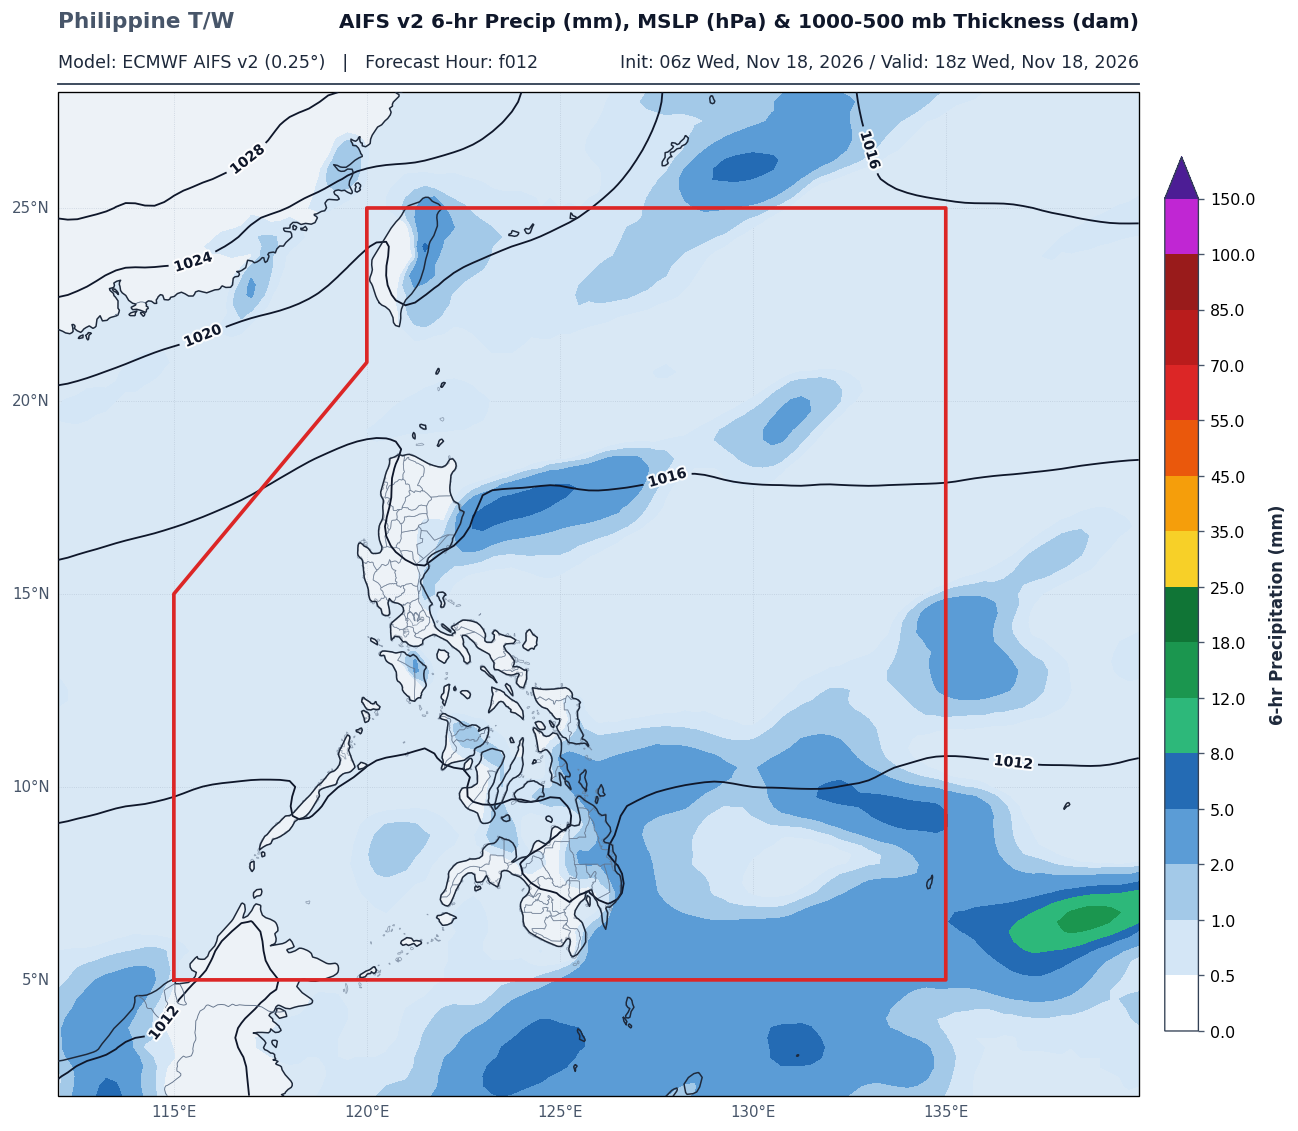 Philippine T/W
AIFS v2 6-hr Precip (mm), MSLP (hPa) & 1000-500 mb Thickness (dam)
Model: ECMWF AIFS v2 (0.25°) | Forecast Hour: f012
Init: 06z Wed, Nov 18, 2026 / Valid: 18z Wed, Nov 18, 2026
1028
1016
1024
1020
1016
1012
1012
25°N
20°N
15°N
10°N
5°N
115°E
120°E
125°E
130°E
135°E
150.0
100.0
85.0
70.0
55.0
45.0
35.0
25.0
18.0
12.0
8.0
5.0
2.0
1.0
0.5
0.0
6-hr Precipitation (mm)